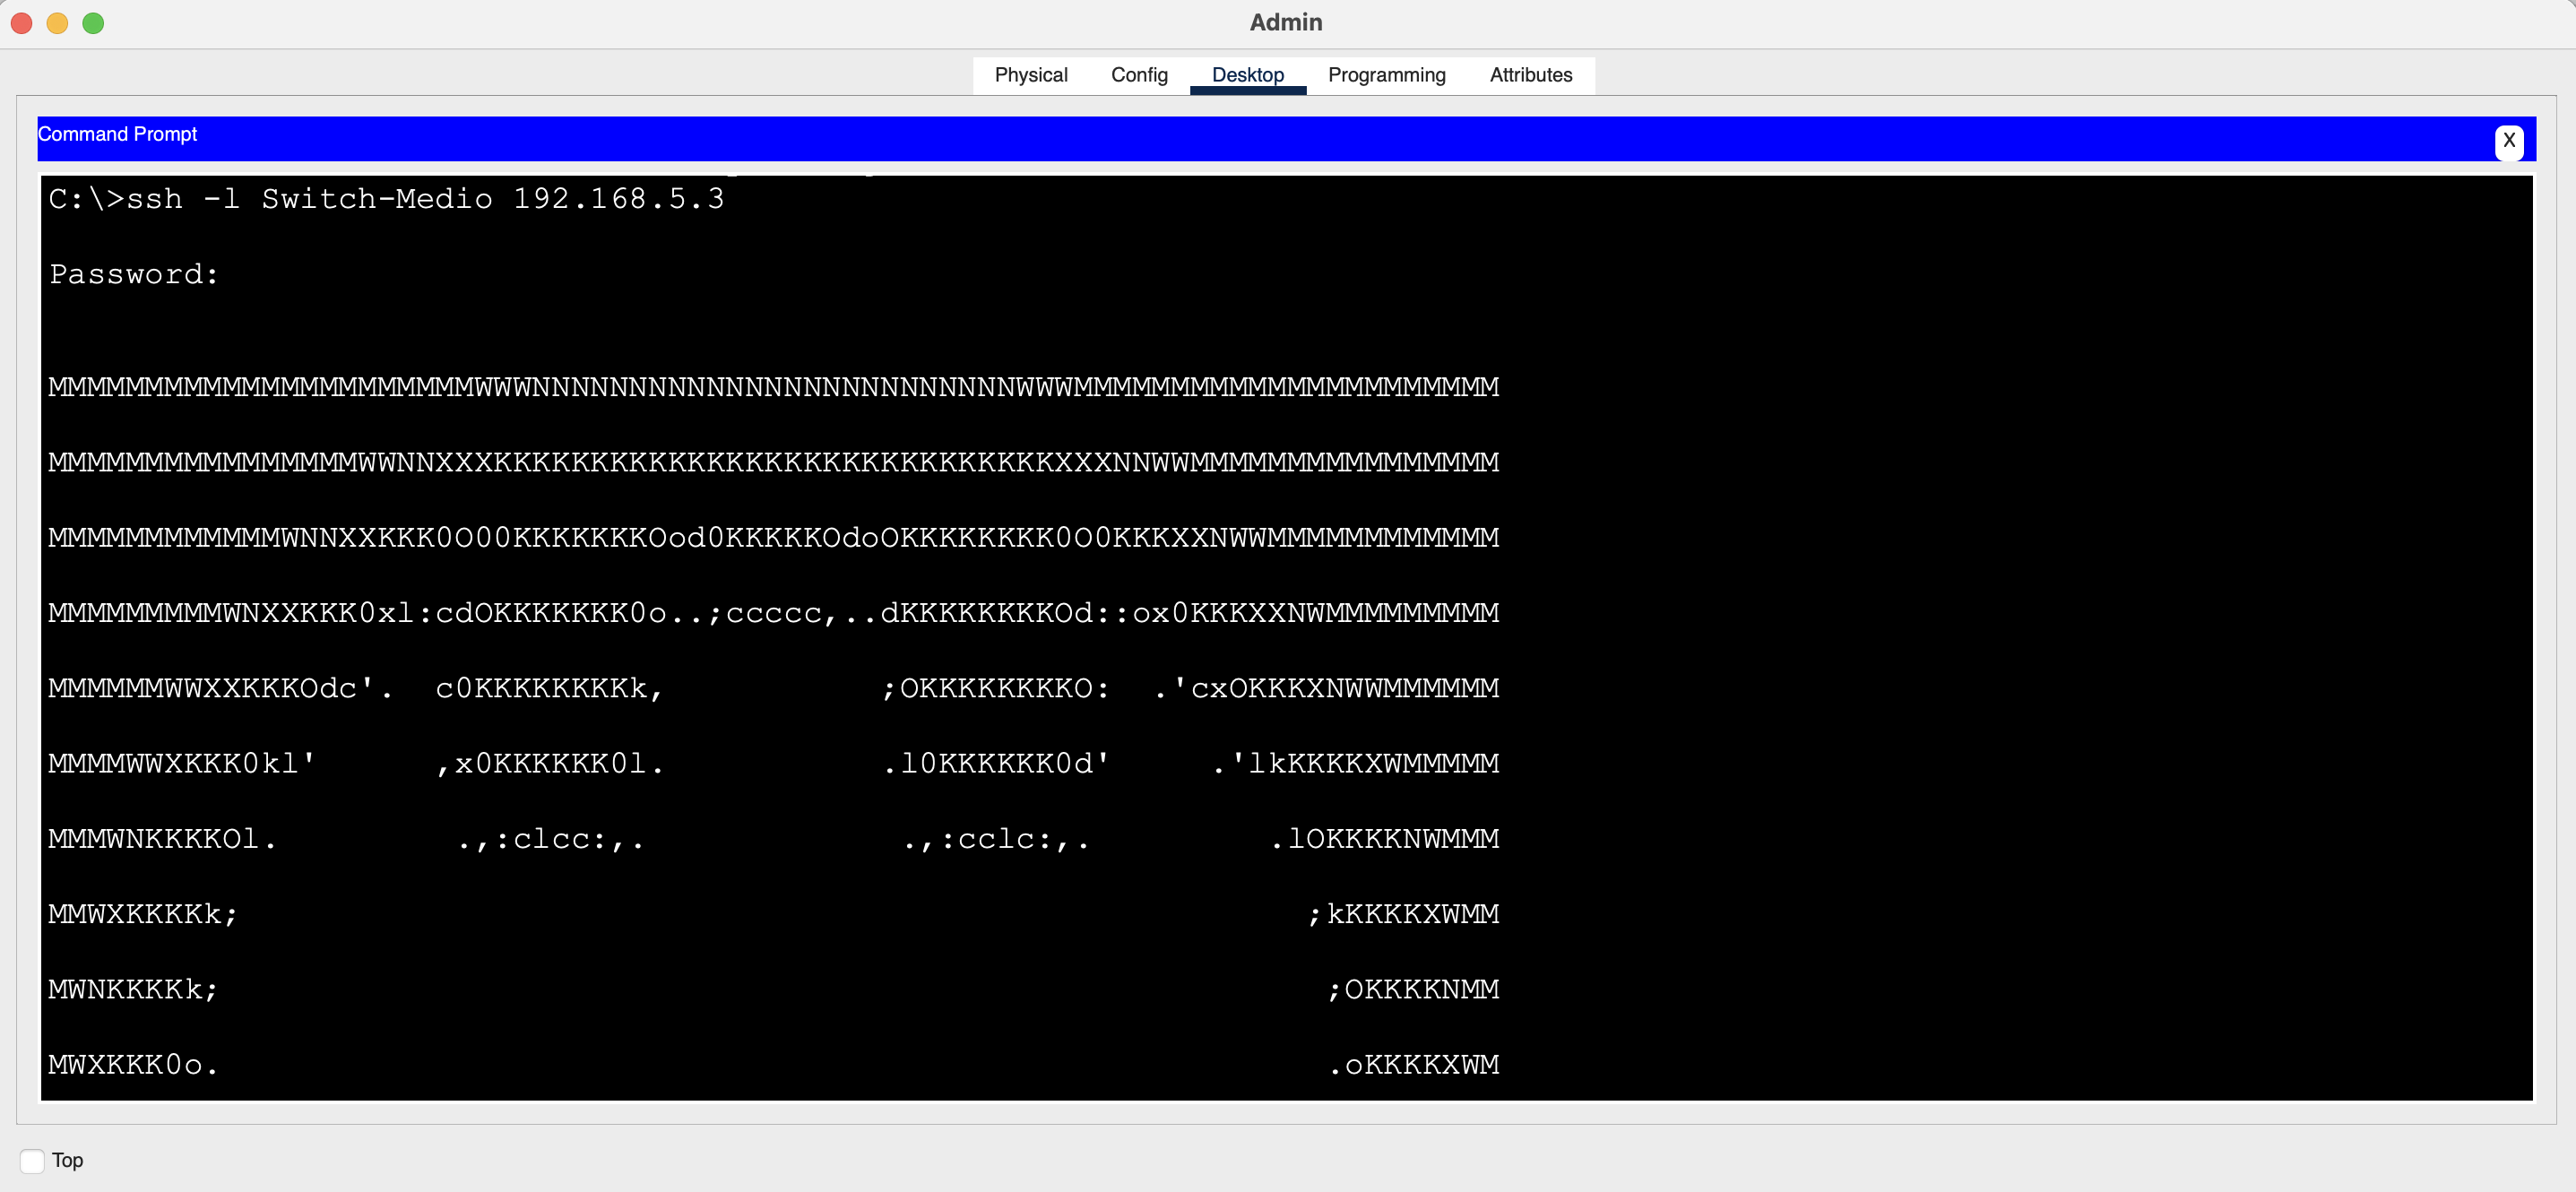 Admin
Physical Config Desktop Programming Attributes
Command Prompt
X
C:\>ssh -l Switch-Medio 192.168.5.3
Password:
MMMMMMMMMMMMMMMMMMMMMMWWWNNNNNNNNNNNNNNNNNNNNNNNNNWWWMMMMMMMMMMMMMMMMMMMMMM
MMMMMMMMMMMMMMMMWWNNXXXKKKKKKKKKKKKKKKKKKKKKKKKKKKKKXXXNNWWMMMMMMMMMMMMMMMM
MMMMMMMMMMMMWNNXXKKK0O00KKKKKKKOod0KKKKKOdoOKKKKKKKK0O0KKKXXNWWMMMMMMMMMMMM
MMMMMMMMMWNXXKKK0xl:cdOKKKKKKK0o..;ccccc,..dKKKKKKKKOd::ox0KKKXXNWMMMMMMMMM
MMMMMMWWXXKKKOdc'.  c0KKKKKKKKk,           ;OKKKKKKKKO:  .'cxOKKKXNWWMMMMMM
MMMMWWXKKK0kl'      ,x0KKKKKK0l.           .l0KKKKKK0d'     .'lkKKKKXWMMMMM
MMMWNKKKKOl.         .,:clcc:,.             .,:cclc:,.         .lOKKKKNWMMM
MMWXKKKKk;                                                       ;kKKKKXWMM
MWNKKKKk;                                                         ;OKKKKNMM
MWXKKK0o.                                                         .oKKKKXWM
Top